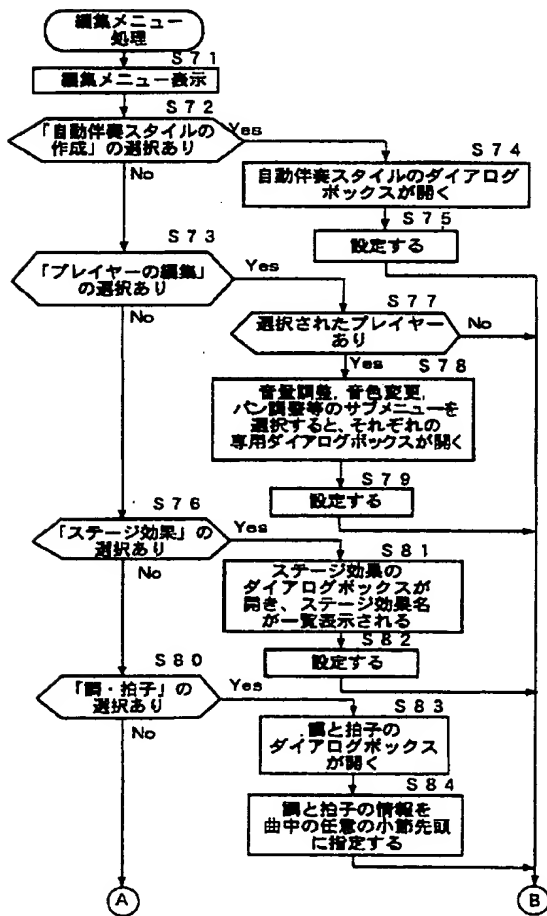 編集メニュー
処理
S71
編集メニュー表示
S72
「自動伴奏スタイルの
作成」の選択あり
Yes
No
S74
自動伴奏スタイルのダイアログ
ボックスが開く
S75
設定する
S73
「プレイヤーの編集」
の選択あり
Yes
No
S77
選択されたプレイヤー
あり
No
Yes
S78
音量調整,音色変更,
パン調整等のサブメニューを
選択すると、それぞれの
専用ダイアログボックスが開く
S79
設定する
S76
「ステージ効果」の
選択あり
Yes
No
S81
ステージ効果の
ダイアログボックスが
開き、ステージ効果名
が一覧表示される
S82
設定する
S80
「調・拍子」の
選択あり
Yes
No
S83
調と拍子の
ダイアログボックス
が開く
S84
調と拍子の情報を
曲中の任意の小節先頭
に指定する
A
B